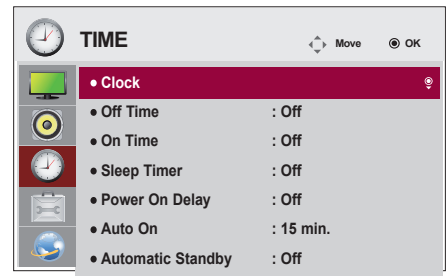 TIME
Move
OK
● Clock
● Off Time : Off
● On Time : Off
● Sleep Timer : Off
● Power On Delay : Off
● Auto On : 15 min.
● Automatic Standby : Off